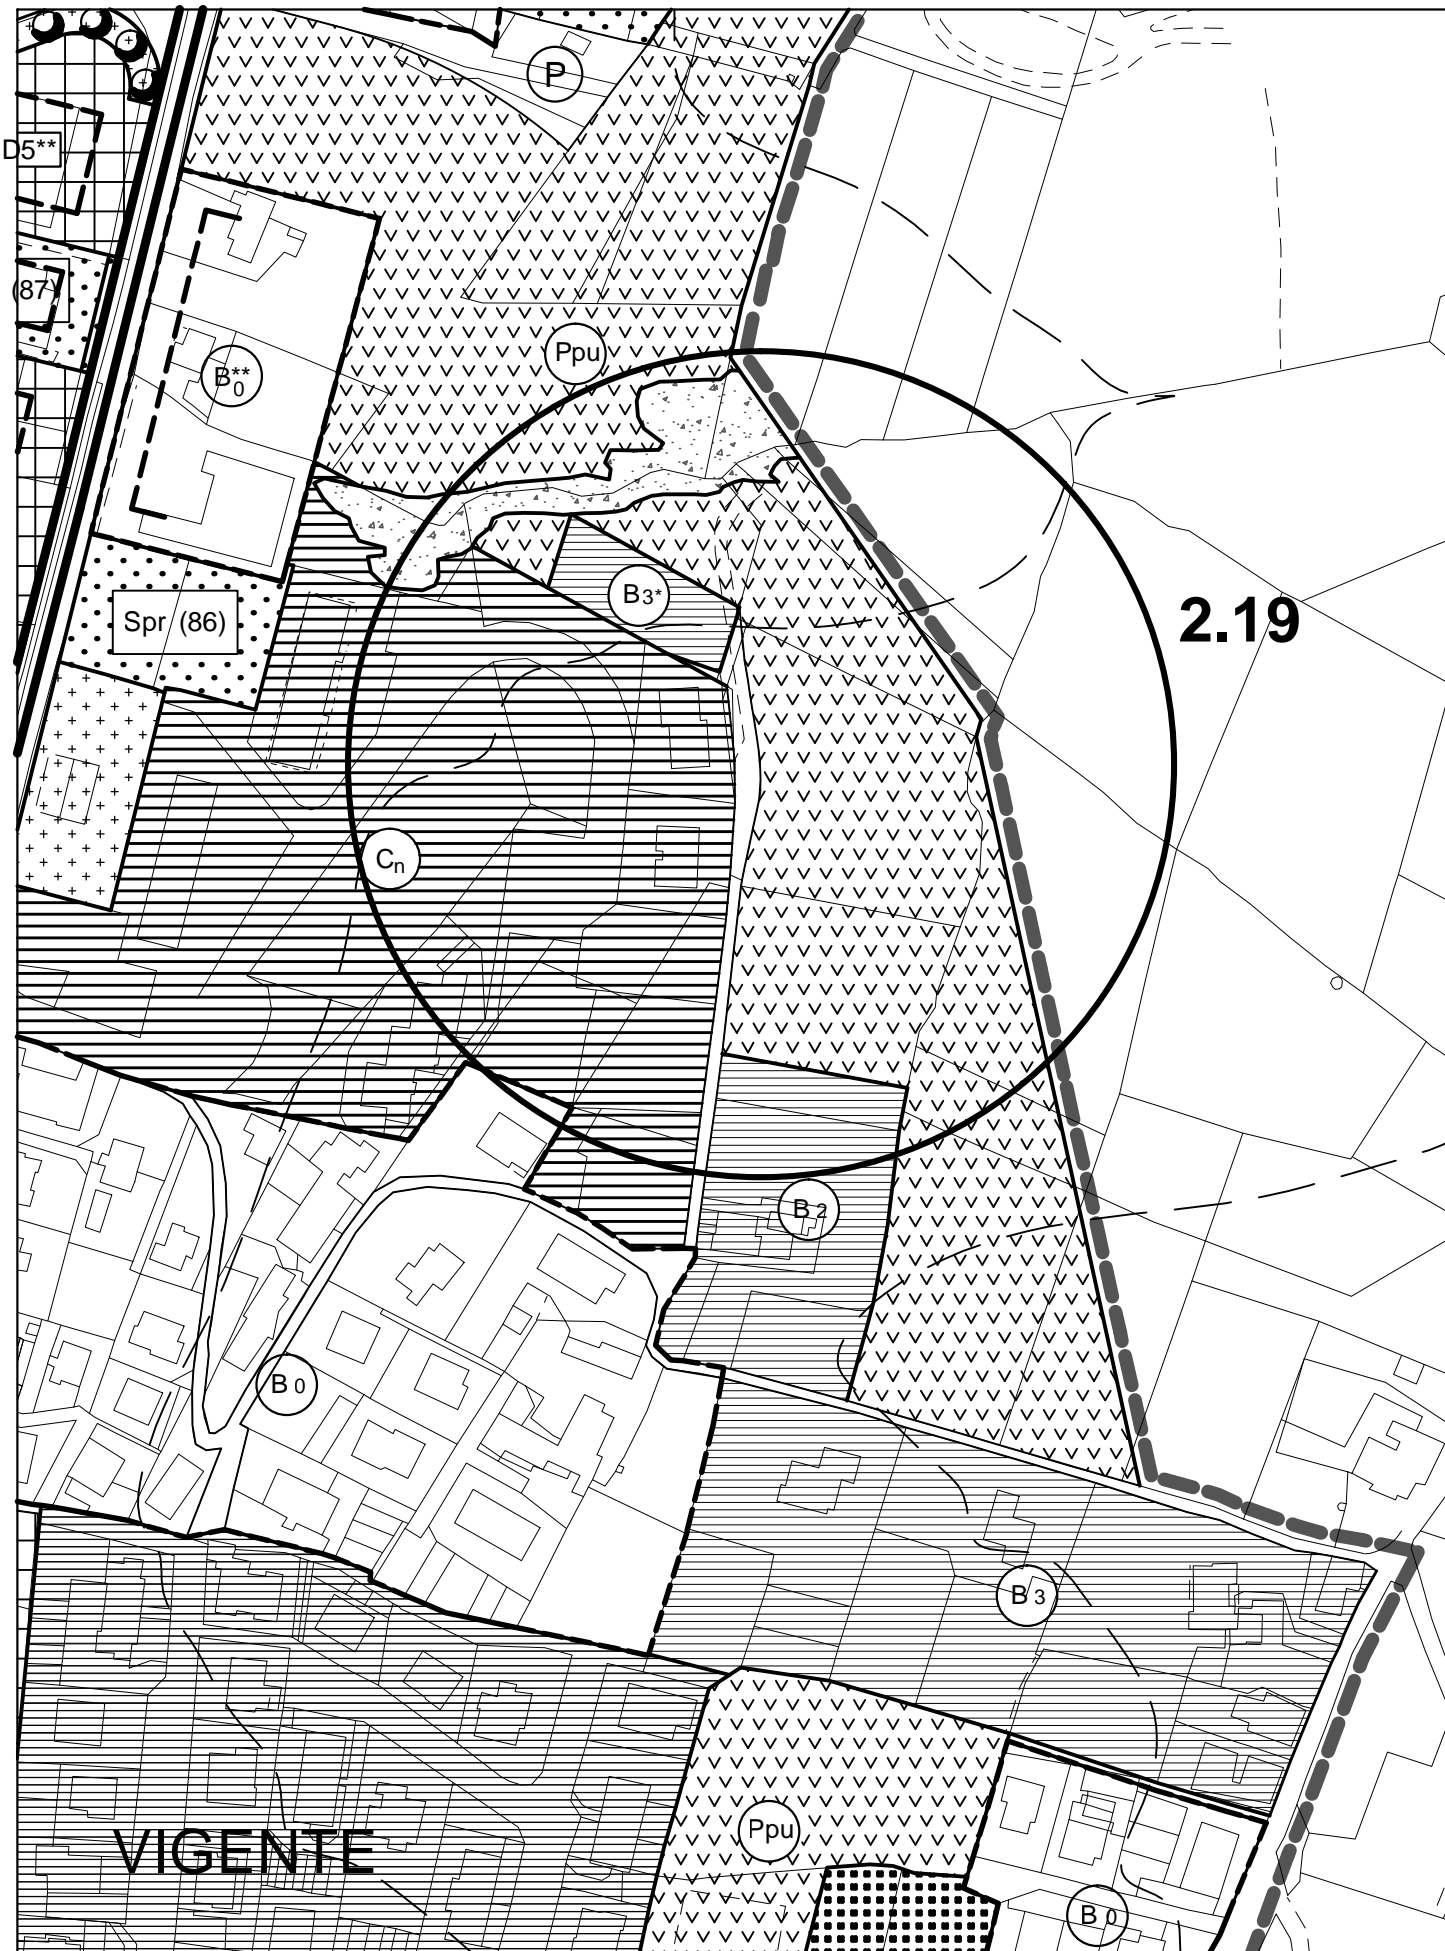 P
D5**
(87)
Ppu
B0**
B3*
Spr (86)
2.19
Cn
B2
B0
B3
Ppu
VIGENTE
B0